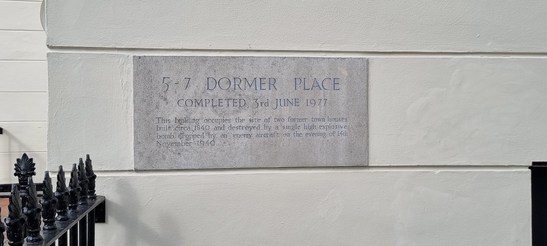 5-7 DORMER PLACE
COMPLETED 3rd JUNE 1977
This building occupies the site of two former town houses
built circa 1840 and destroyed by a single high explosive
bomb dropped by an enemy aircraft on the evening of 14th
November 1940